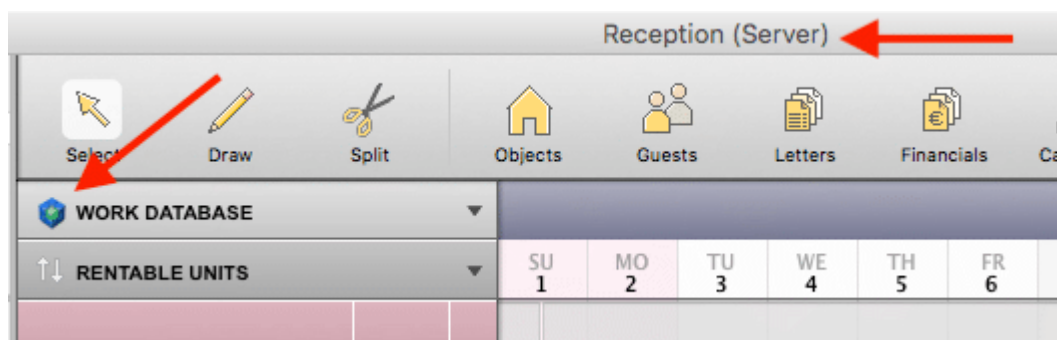 Reception (Server)
Select Draw Split Objects Guests Letters Financials Ca
WORK DATABASE
RENTABLE UNITS SU MO TU WE TH FR
1 2 3 4 5 6